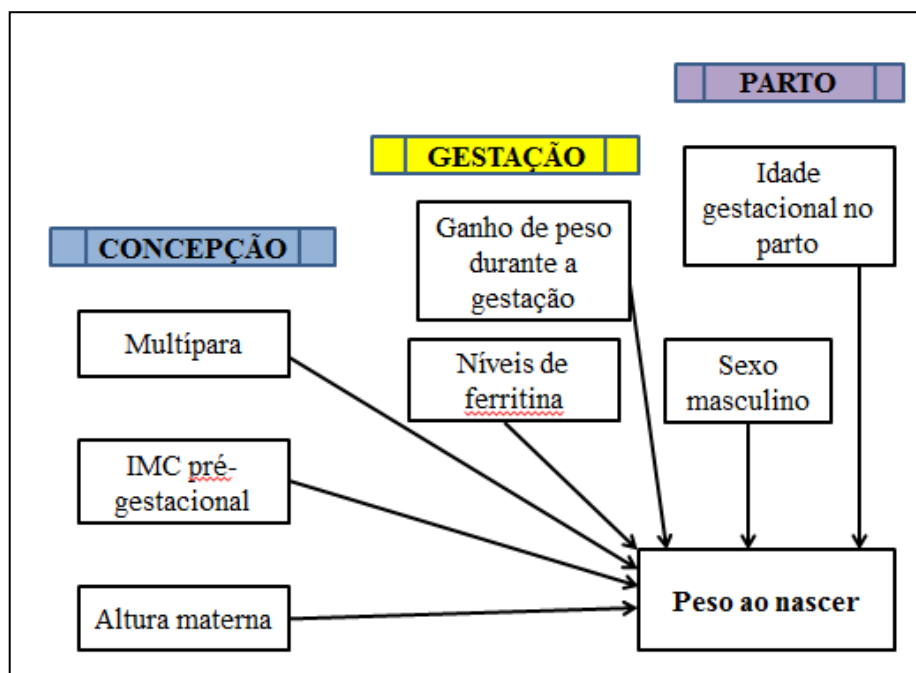 PARTO
GESTAÇÃO
CONCEPÇÃO
Idade
gestacional no
parto
Ganho de peso
durante a
gestação
Multípara
Níveis de
ferritina
Sexo
masculino
IMC pré-
gestacional
Altura materna
Peso ao nascer